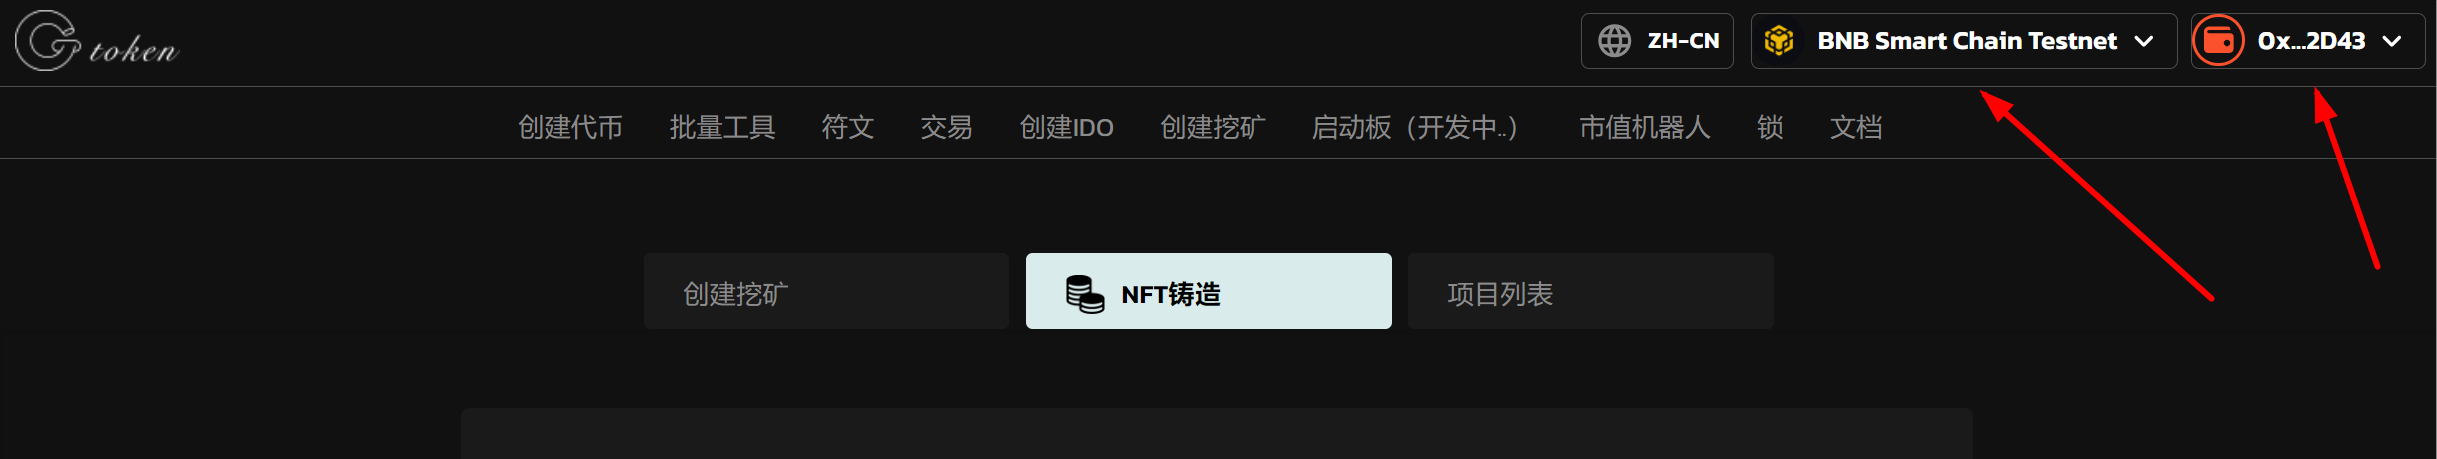 Gp token
ZH-CN
BNB Smart Chain Testnet
0x...2D43
创建代币 批量工具 符文 交易 创建IDO 创建挖矿 启动板（开发中..） 市值机器人 锁 文档
创建挖矿
NFT铸造
项目列表